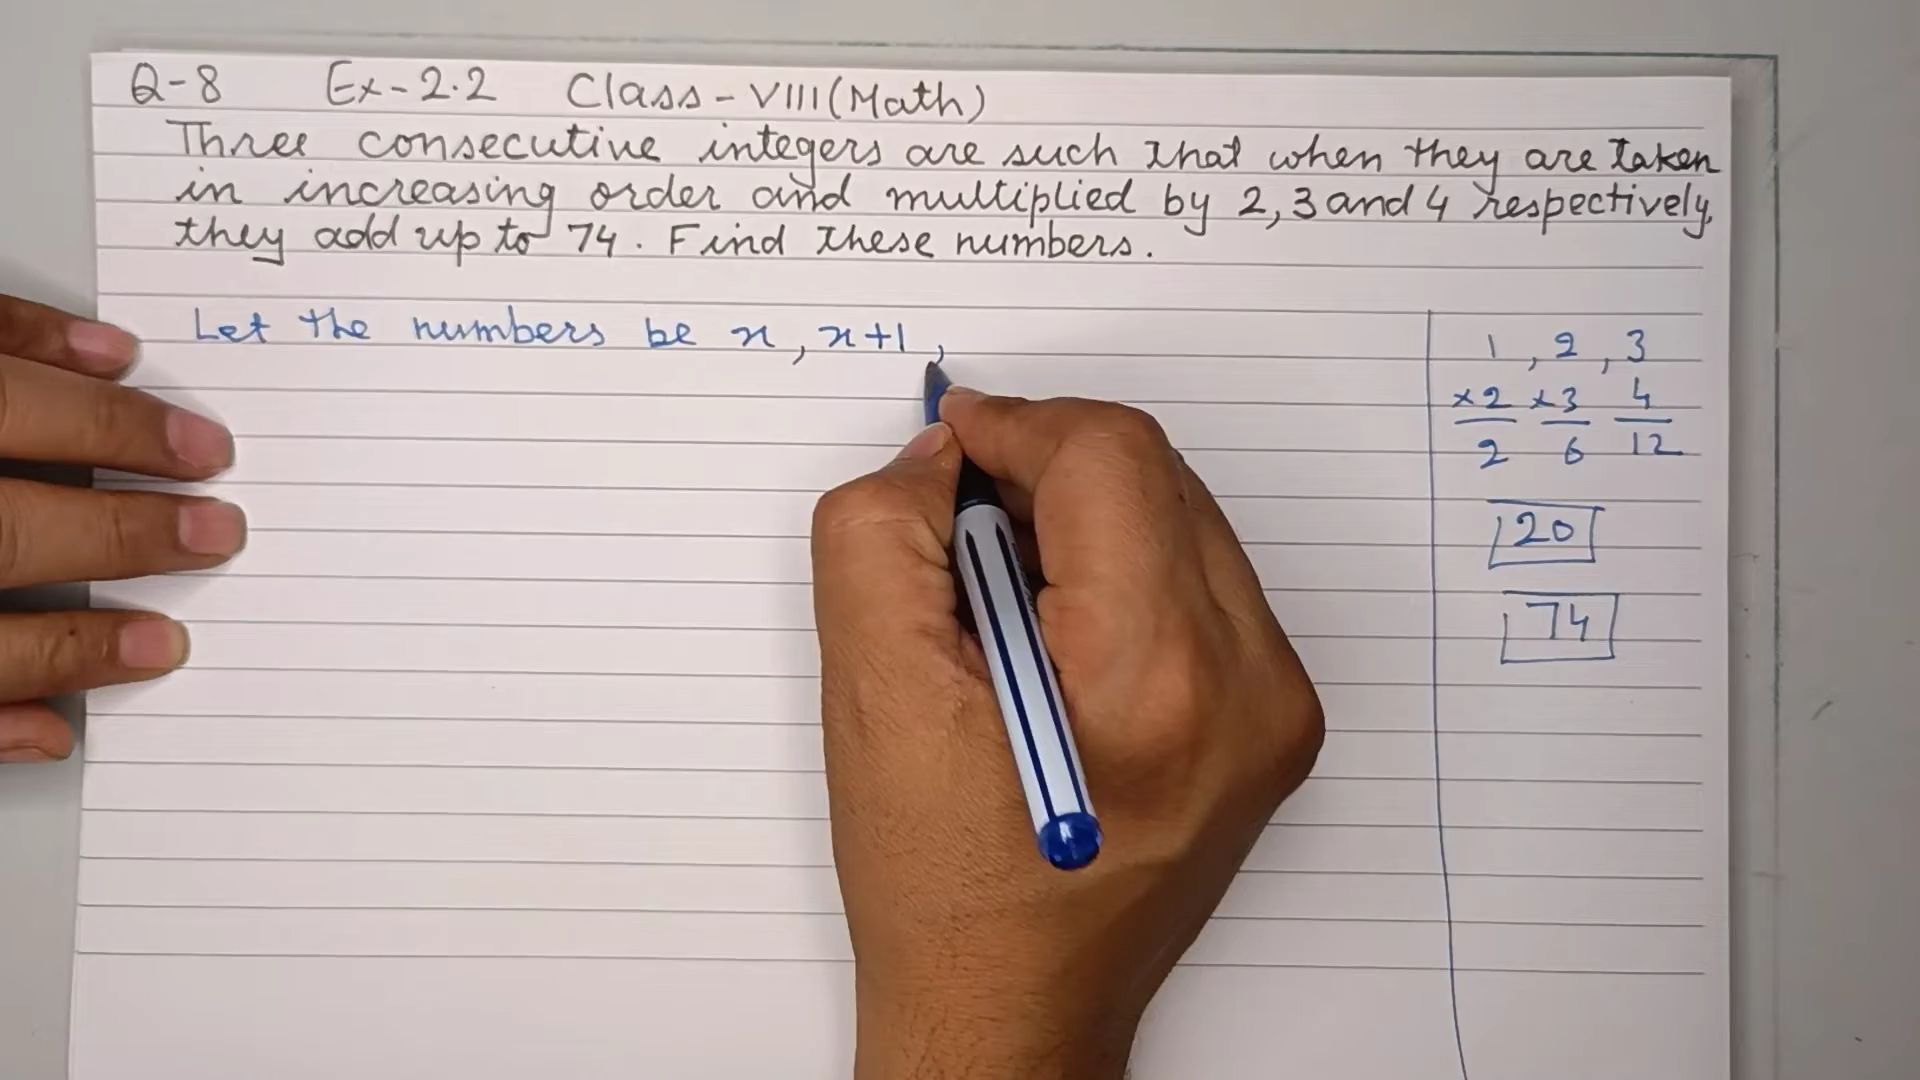 Q-8 Ex-2.2 Class-VIII(Math)
Three consecutive integers are such that when they are taken
in increasing order and multiplied by 2, 3 and 4 respectively,
they add up to 74. Find these numbers.
Let the numbers be x, x+1,
1, 2, 3
×2 ×3 4
2 6 12
20
74